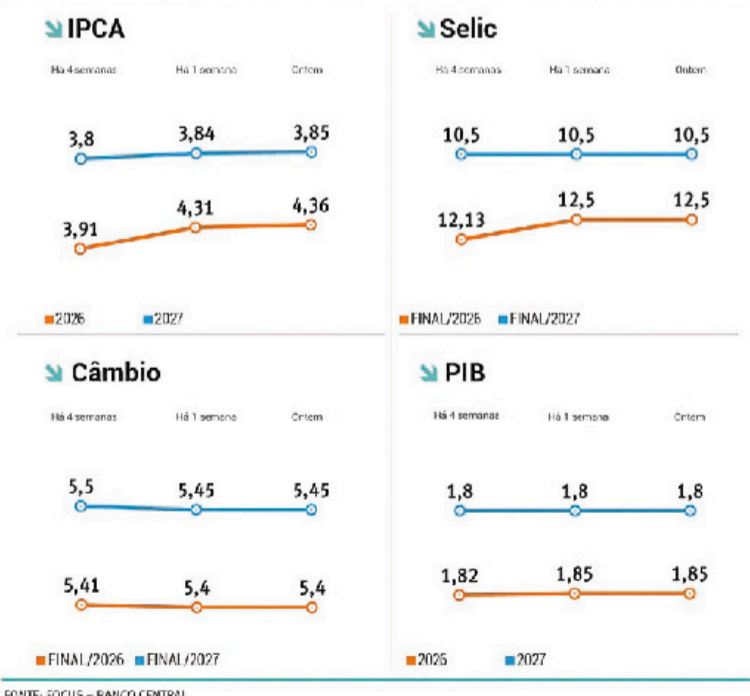 IPCA
Há 4 semanas Há 1 semana Ontem
3,8 3,84 3,85
3,91 4,31 4,36
2026 2027
Selic
Há 4 semanas Há 1 semana Ontem
10,5 10,5 10,5
12,13 12,5 12,5
FINAL/2026 FINAL/2027
Câmbio
Há 4 semanas Há 1 semana Ontem
5,5 5,45 5,45
5,41 5,4 5,4
FINAL/2026 FINAL/2027
PIB
Há 4 semanas Há 1 semana Ontem
1,8 1,8 1,8
1,82 1,85 1,85
2026 2027
FONTE: FOCUS – BANCO CENTRAL